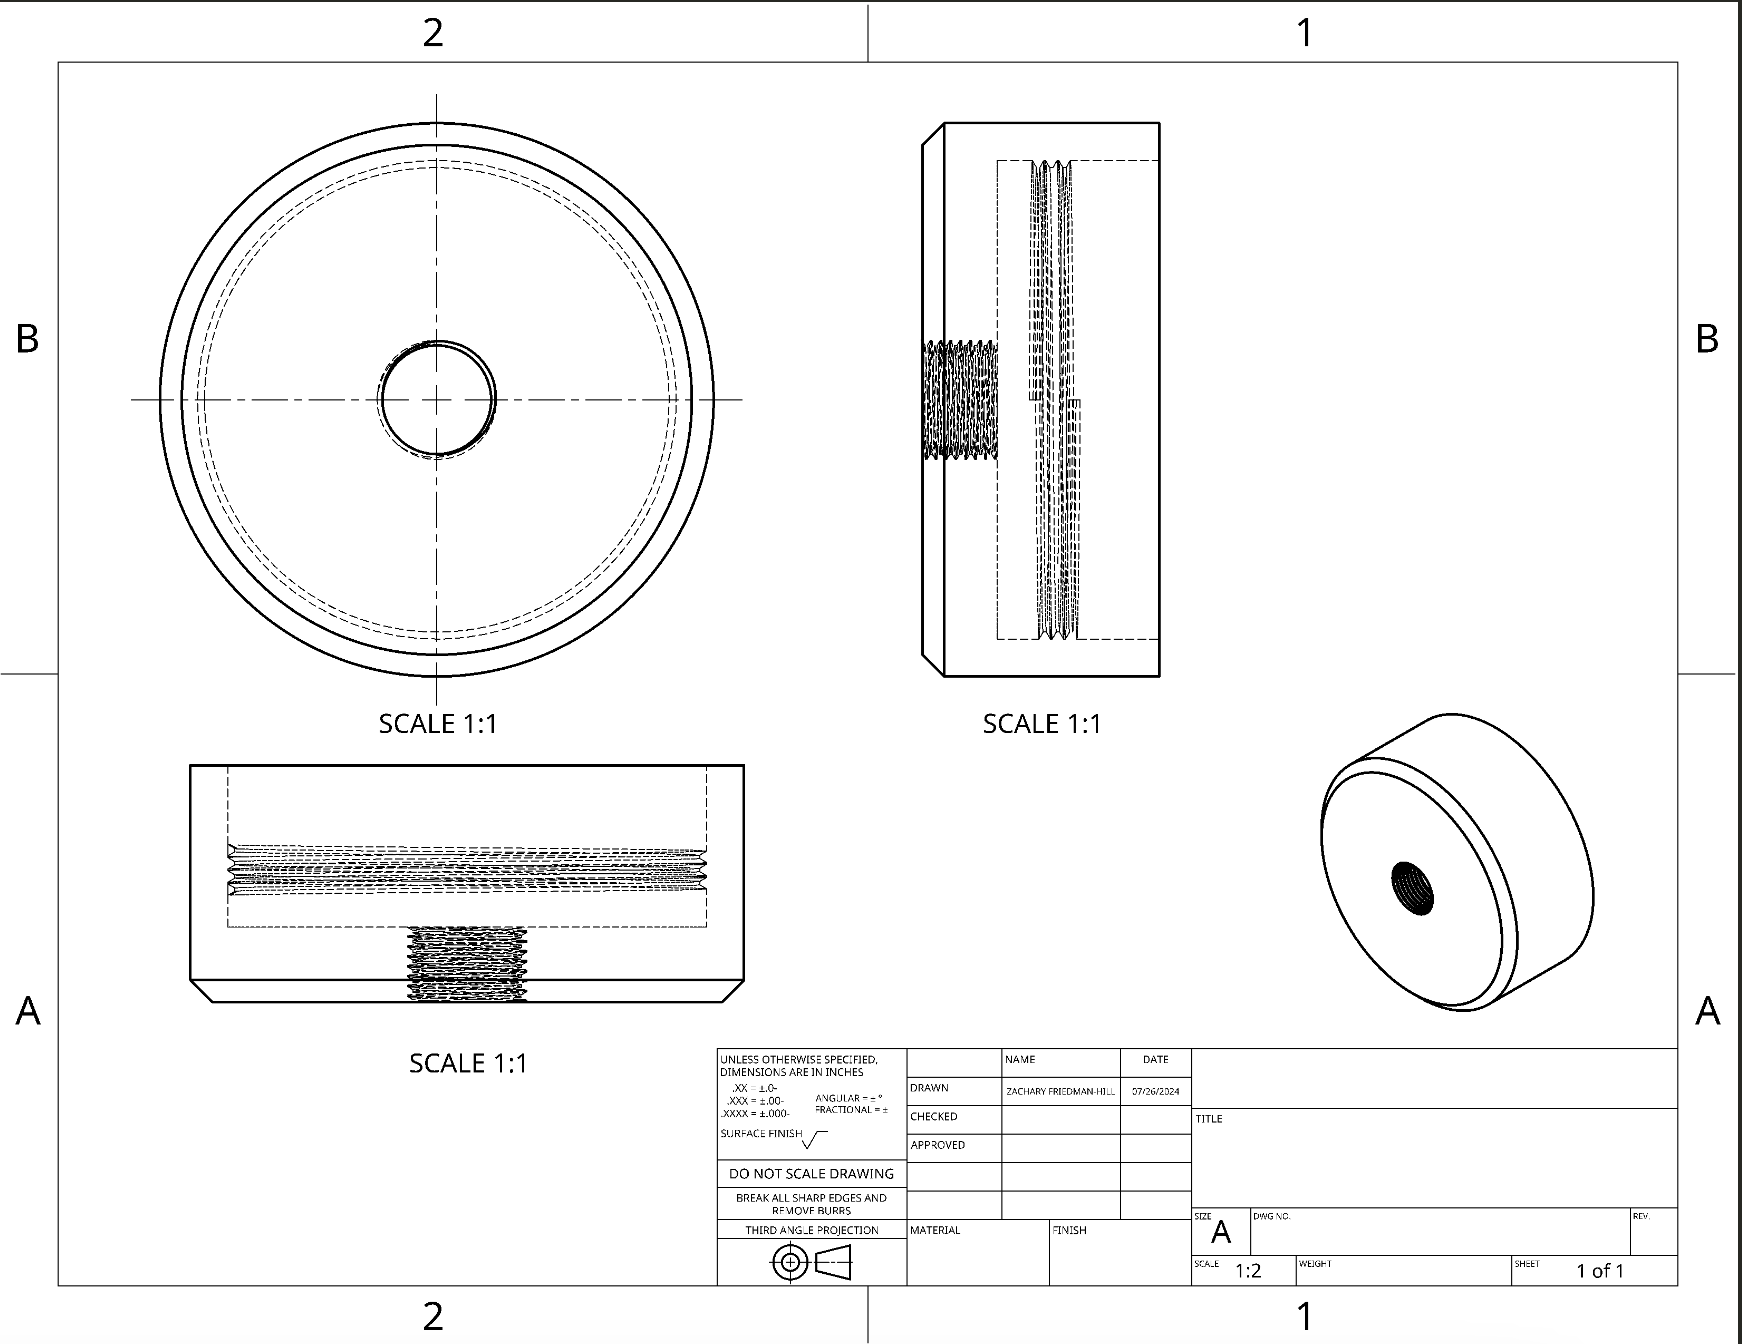 2
1
B
B
SCALE 1:1
SCALE 1:1
A
A
SCALE 1:1
UNLESS OTHERWISE SPECIFIED,
DIMENSIONS ARE IN INCHES
.XX = ±.0-
.XXX = ±.00-
.XXXX = ±.000-
ANGULAR = ± °
FRACTIONAL = ±
SURFACE FINISH
DO NOT SCALE DRAWING
BREAK ALL SHARP EDGES AND
REMOVE BURRS
THIRD ANGLE PROJECTION
NAME
DATE
DRAWN
ZACHARY FRIEDMAN-HILL
07/26/2024
CHECKED
APPROVED
MATERIAL
FINISH
TITLE
SIZE
A
DWG NO.
REV.
SCALE
1:2
WEIGHT
SHEET
1 of 1
2
1